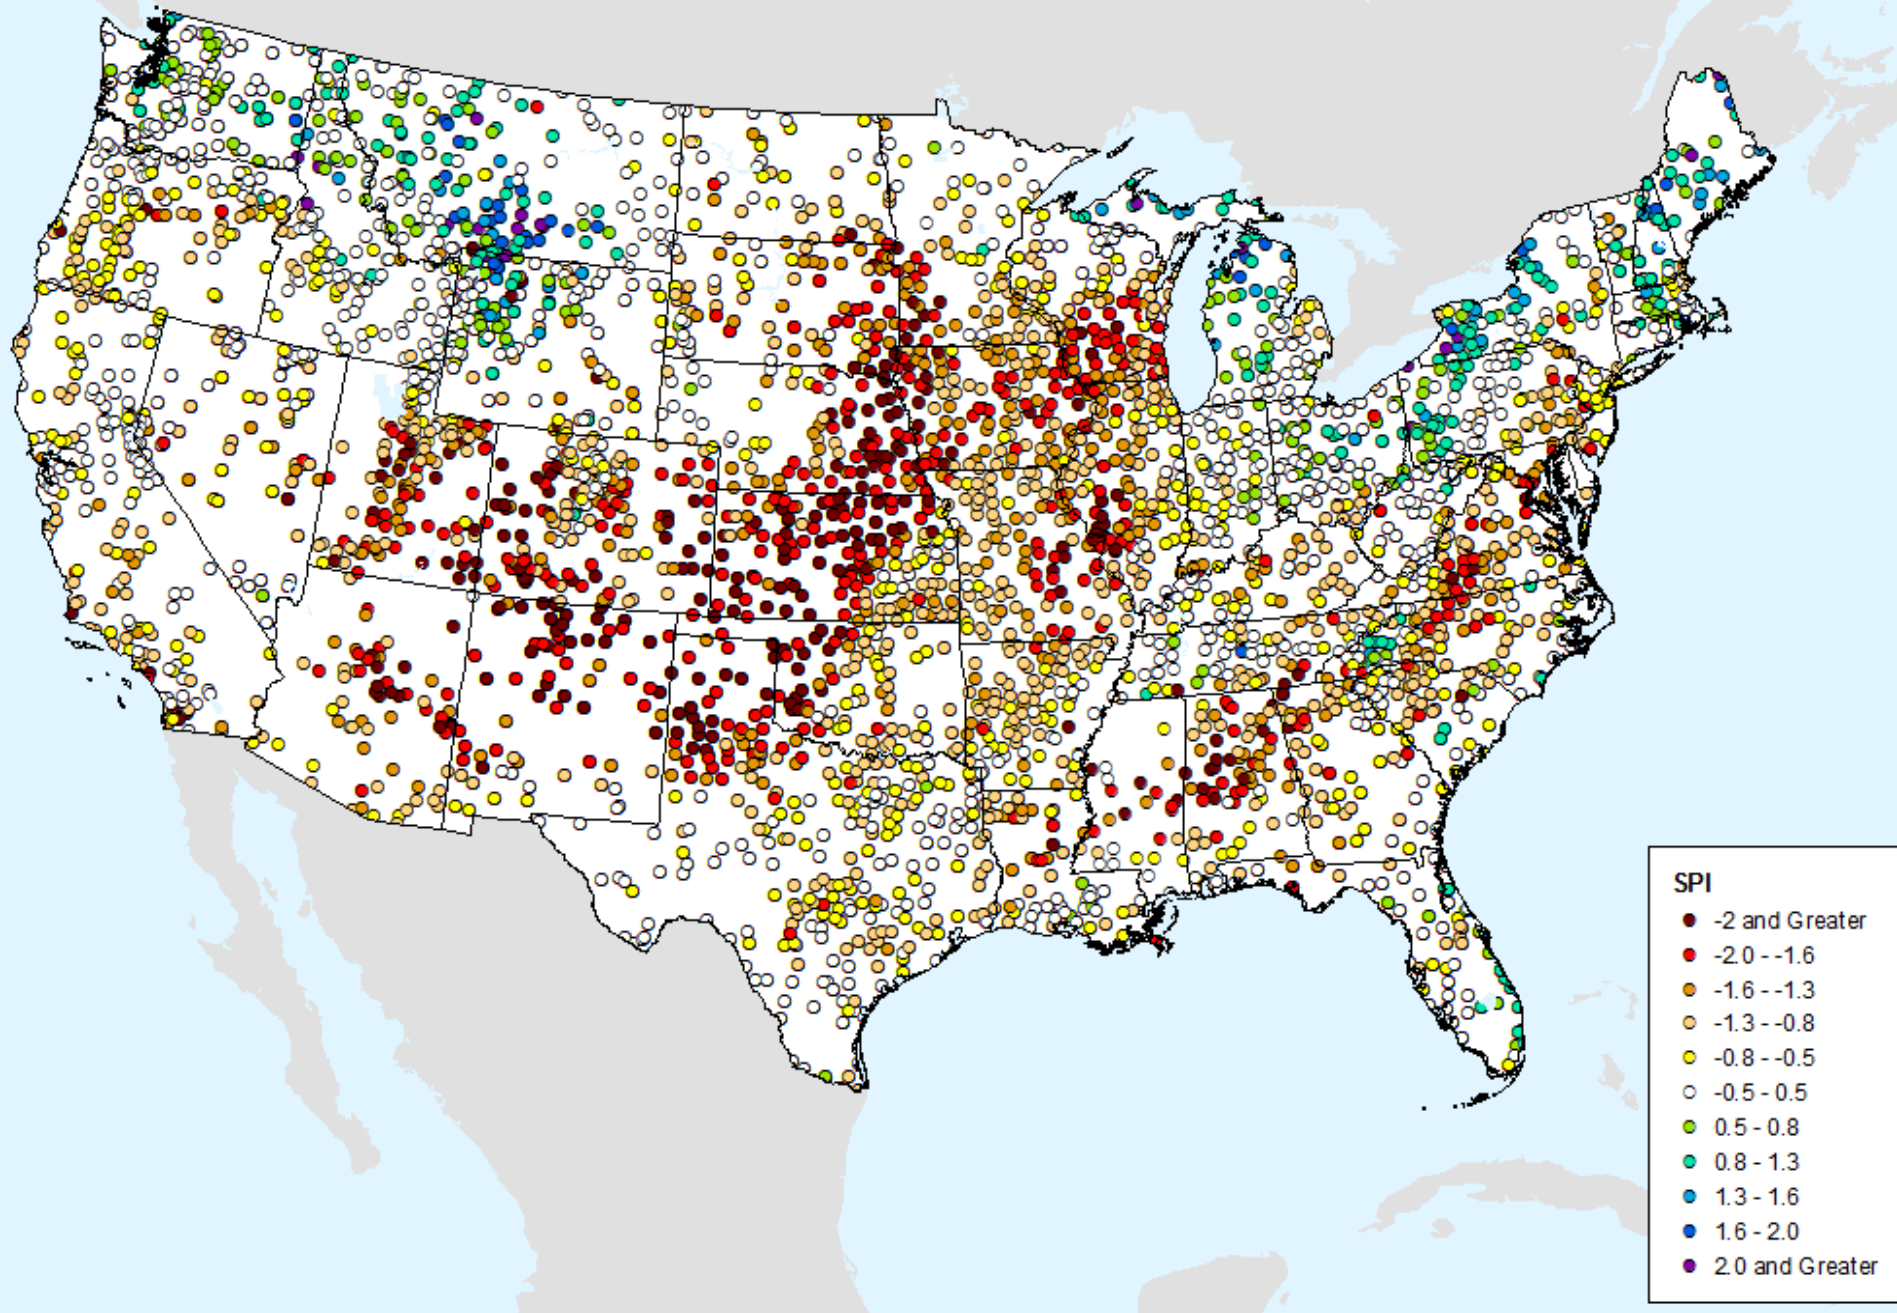 SPI
-2 and Greater
-2.0 - -1.6
-1.6 - -1.3
-1.3 - -0.8
-0.8 - -0.5
-0.5 - 0.5
0.5 - 0.8
0.8 - 1.3
1.3 - 1.6
1.6 - 2.0
2.0 and Greater